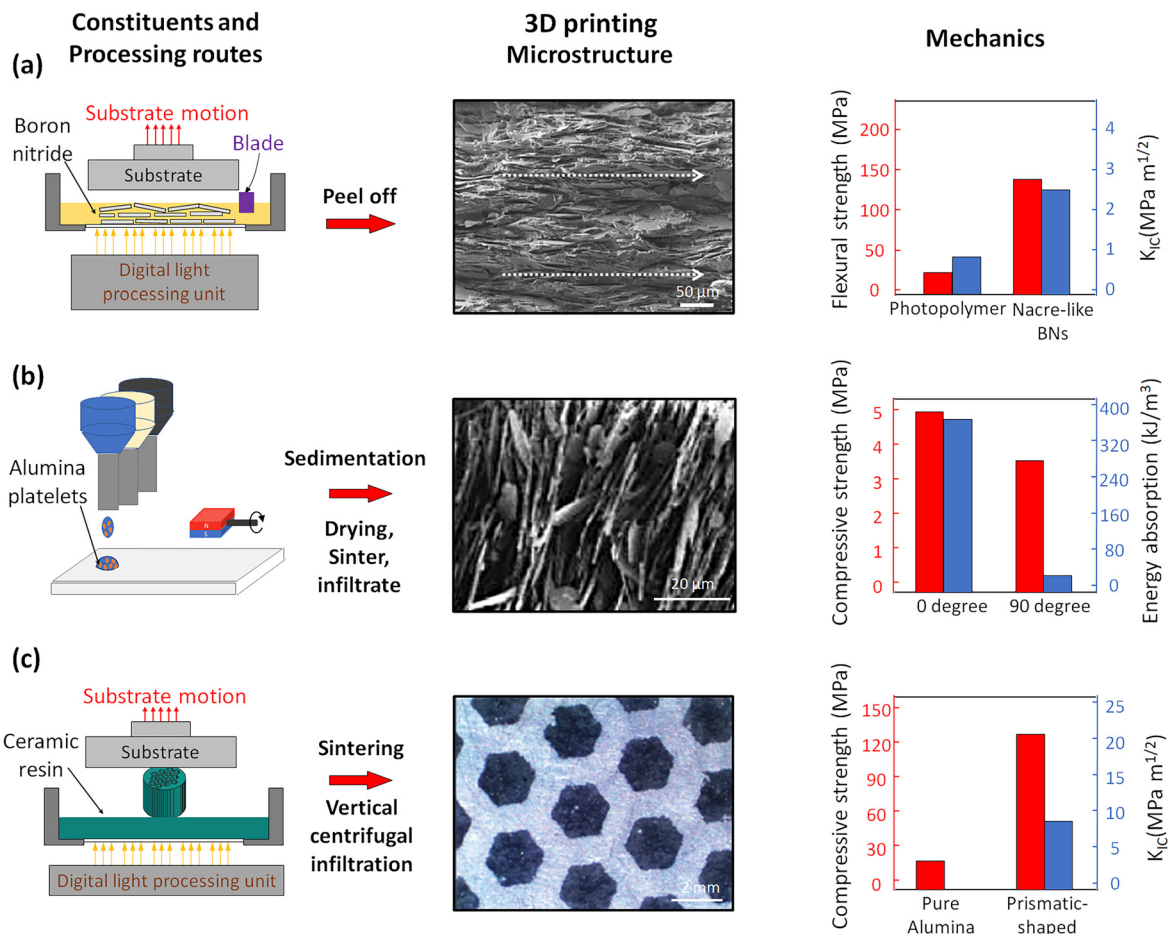 Constituents and
Processing routes
3D printing
Microstructure
Mechanics
(a)
Substrate motion
Boron
nitride
Blade
Substrate
Digital light
processing unit
Peel off
50 μm
Flexural strength (MPa)
200
150
100
50
0
4
3
2
1
0
K_IC(MPa m^1/2)
Photopolymer
Nacre-like
BNs
(b)
Alumina
platelets
N
S
Sedimentation
Drying,
Sinter,
infiltrate
20 μm
Compressive strength (MPa)
5
4
3
2
1
0
400
320
240
160
80
0
Energy absorption (kJ/m³)
0 degree
90 degree
(c)
Substrate motion
Ceramic
resin
Substrate
Digital light processing unit
Sintering
Vertical
centrifugal
infiltration
2 mm
Compressive strength (MPa)
150
120
90
60
30
0
25
20
15
10
5
0
K_IC(MPa m^1/2)
Pure
Alumina
Prismatic-
shaped